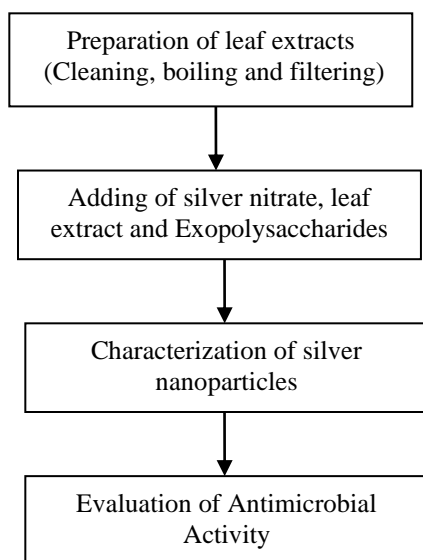 Preparation of leaf extracts
(Cleaning, boiling and filtering)
Adding of silver nitrate, leaf
extract and Exopolysaccharides
Characterization of silver
nanoparticles
Evaluation of Antimicrobial
Activity